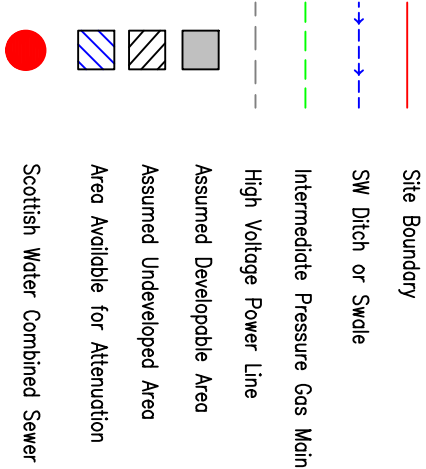 Site Boundary
SW Ditch or Swale
Intermediate Pressure Gas Main
High Voltage Power Line
Assumed Developable Area
Assumed Undeveloped Area
Area Available for Attenuation
Scottish Water Combined Sewer